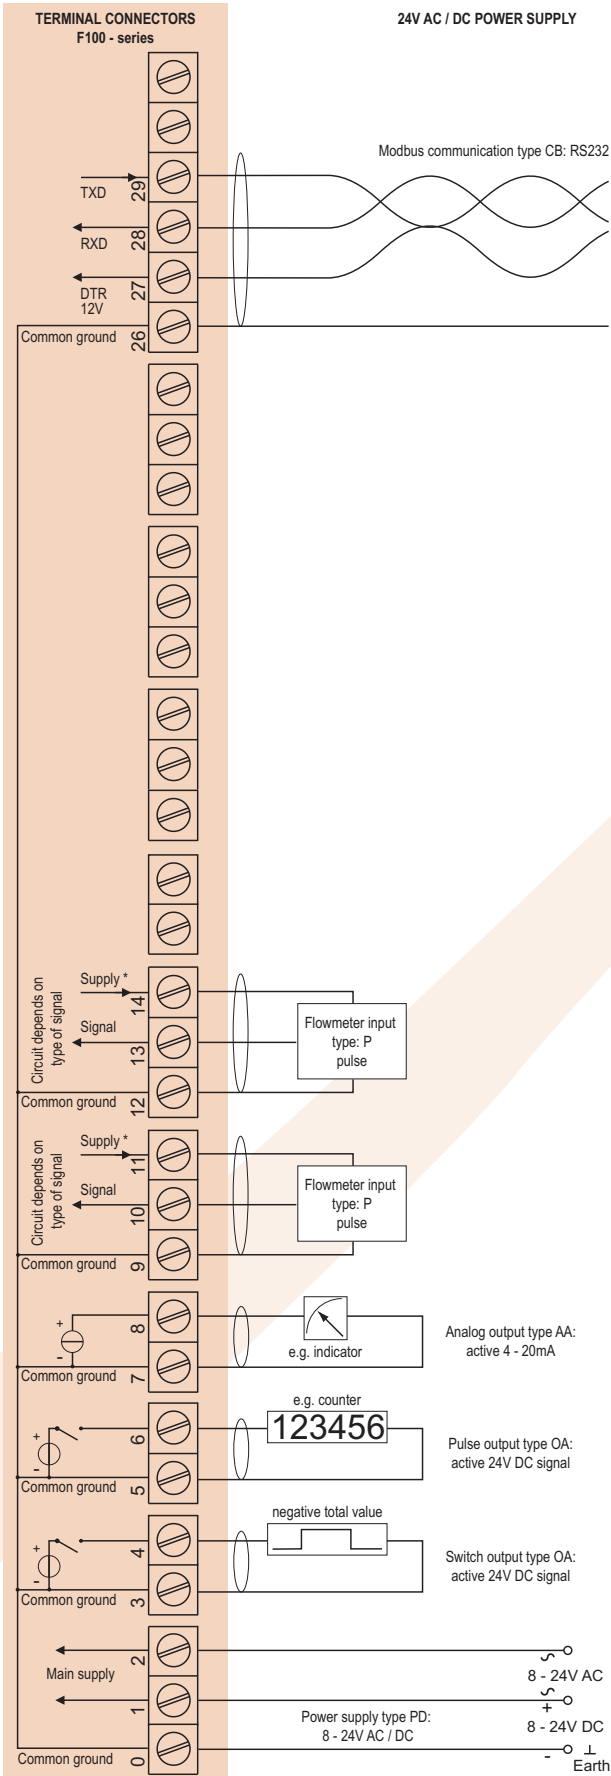 TERMINAL CONNECTORS
F100 - series
24V AC / DC POWER SUPPLY
Modbus communication type CB: RS232
TXD
29
RXD
28
DTR
12V
27
Common ground
26
Circuit depends on
type of signal
Supply *
14
Signal
13
Common ground
12
Flowmeter input
type: P
pulse
Circuit depends on
type of signal
Supply *
11
Signal
10
Common ground
9
Flowmeter input
type: P
pulse
+
-
8
Common ground
7
e.g. indicator
Analog output type AA:
active 4 - 20mA
+
-
6
Common ground
5
e.g. counter
123456
Pulse output type OA:
active 24V DC signal
+
-
4
Common ground
3
negative total value
Switch output type OA:
active 24V DC signal
2
Main supply
1
Common ground
0
Power supply type PD:
8 - 24V AC / DC
8 - 24V AC
+
8 - 24V DC
-
Earth